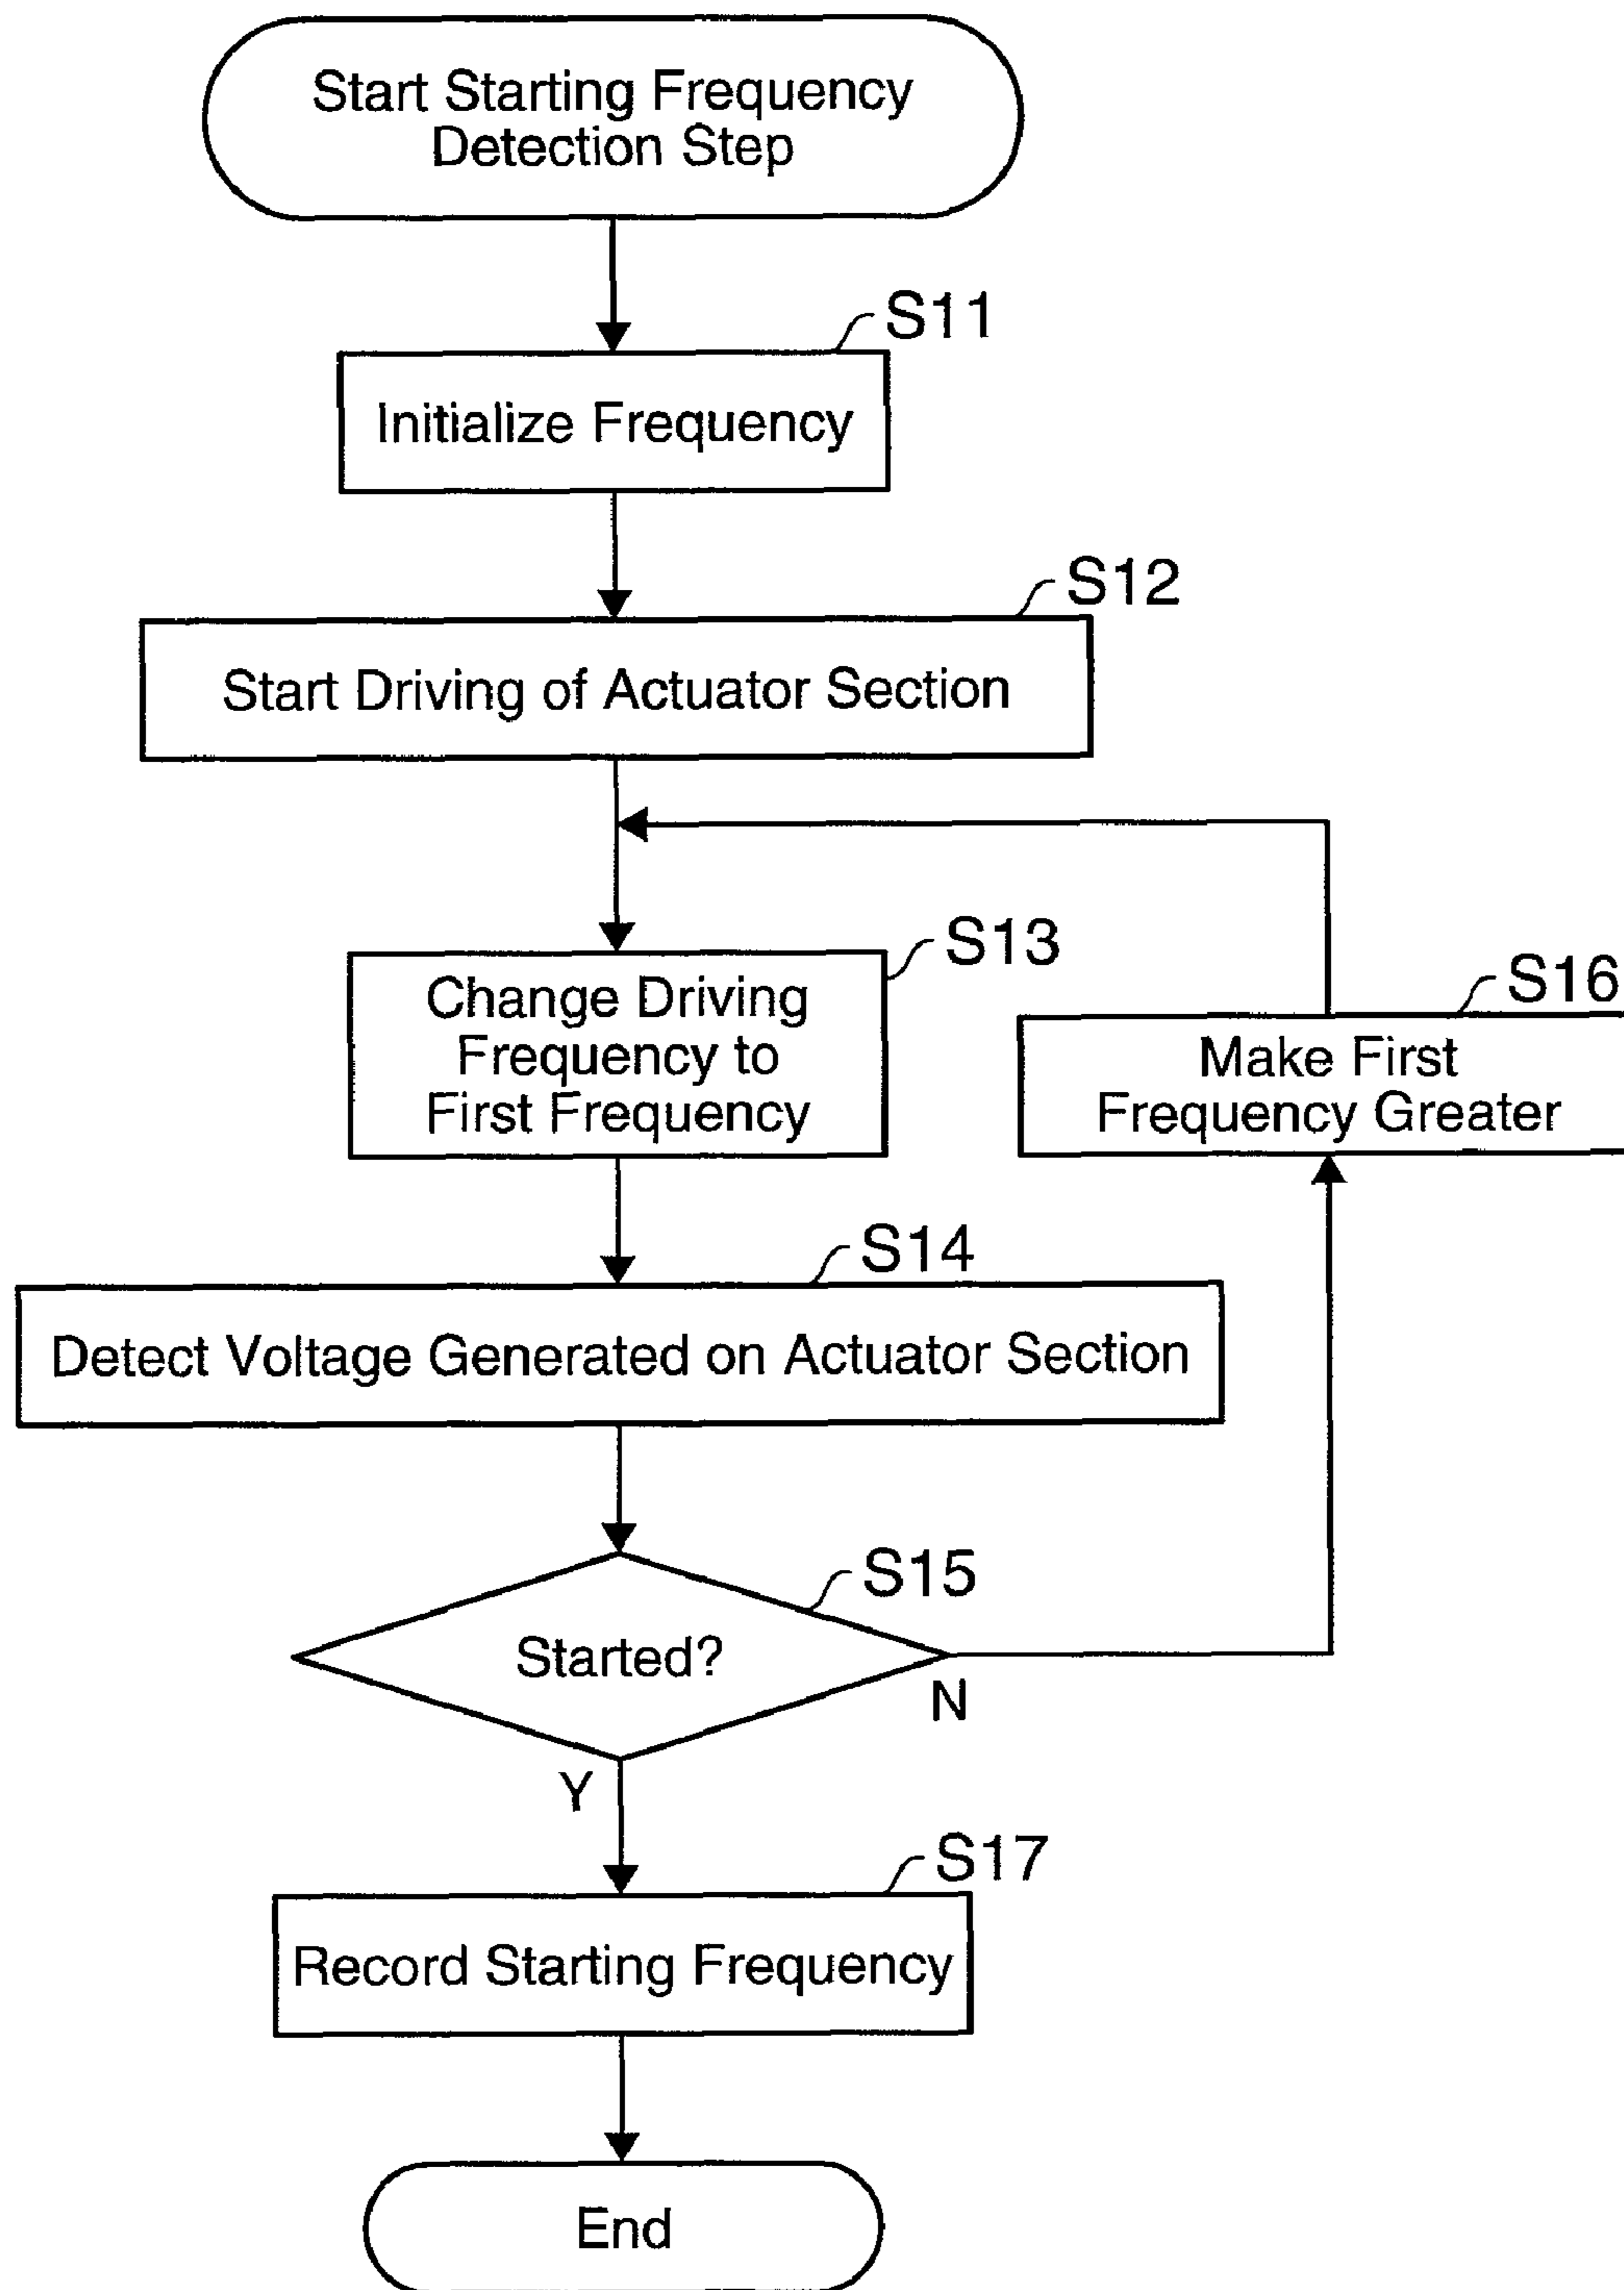 Start Starting Frequency
Detection Step
S11
Initialize Frequency
S12
Start Driving of Actuator Section
S13
Change Driving
Frequency to
First Frequency
S16
Make First
Frequency Greater
S14
Detect Voltage Generated on Actuator Section
S15
Started?
N
Y
S17
Record Starting Frequency
End